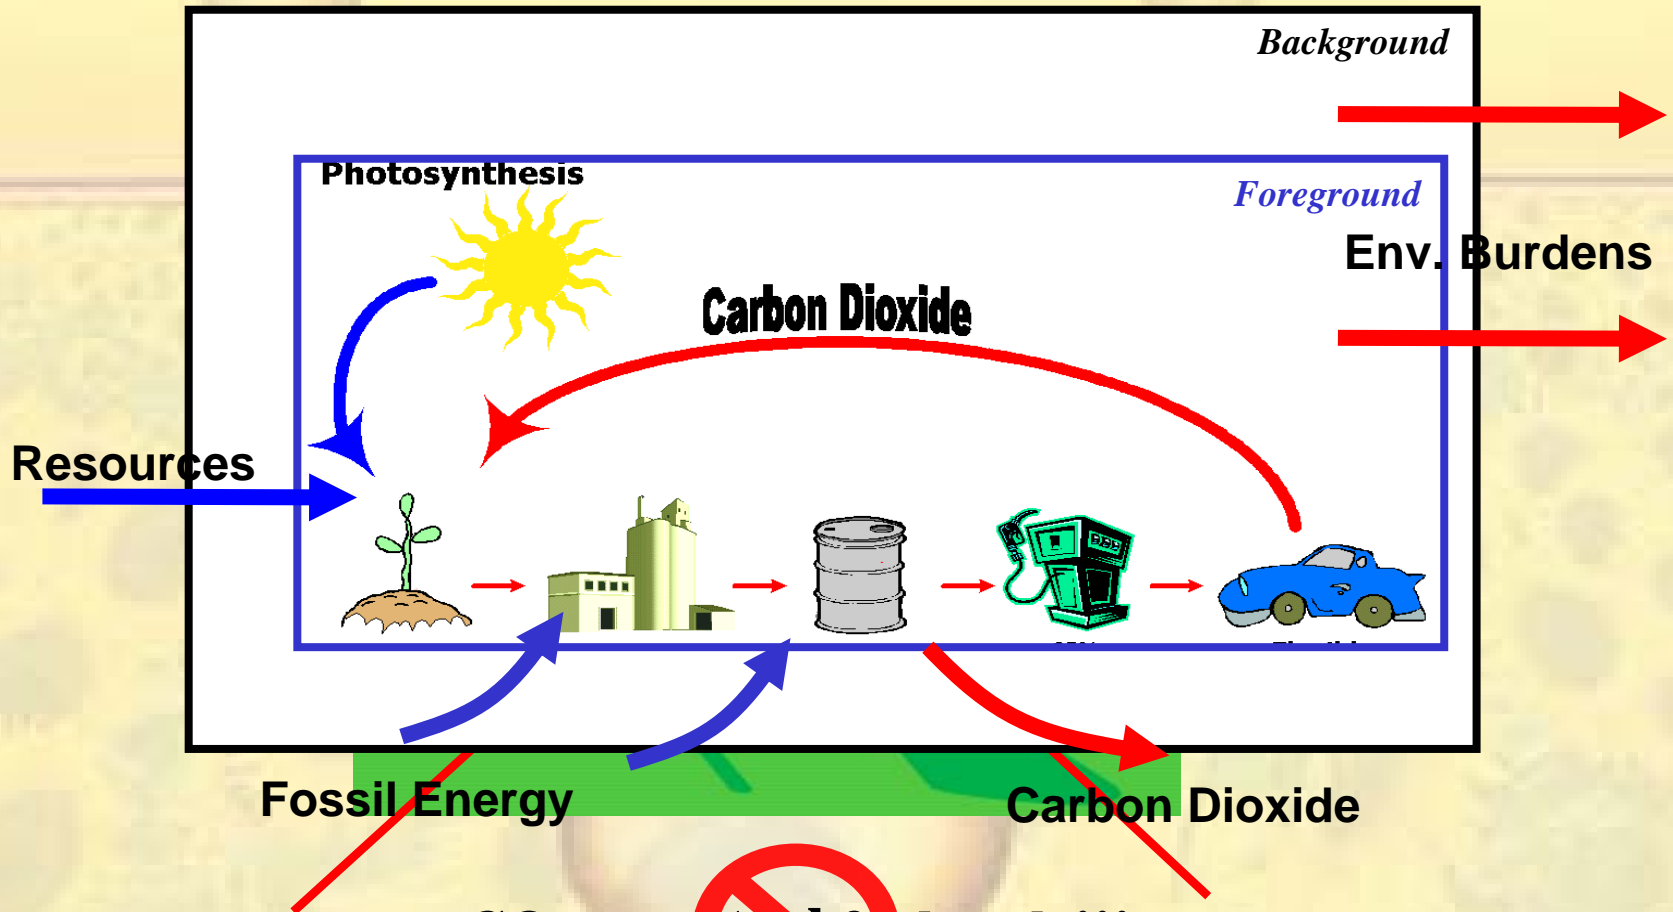 Background
Photosynthesis
Foreground
Env. Burdens
Carbon Dioxide
Resources
Fossil Energy
Carbon Dioxide